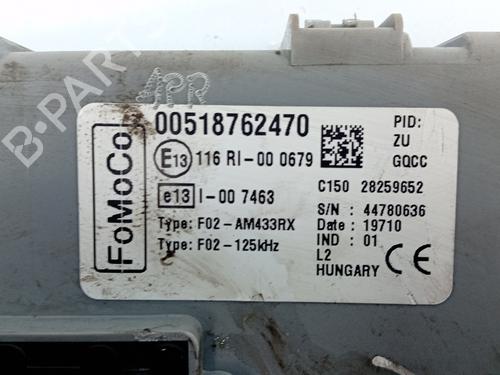 B-PARTS
APR
FoMoCo
00518762470
PID:
ZU
GQCC
E13 116 RI-00 0679
e13 I-00 7463
C150 28259652
S/N : 44780636
Type: F02-AM433RX
Date : 19710
Type: F02-125kHz
IND : 01
L2
HUNGARY
CE